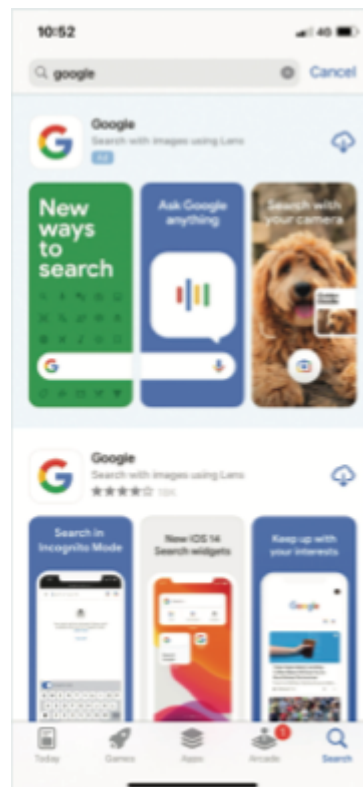 10:52
4G
google
Cancel
Google
Search with images using Lens
Ad
New
ways
to
search
Ask Google
anything
Search with
your camera
Google
Search with images using Lens
Search in
Incognito Mode
New iOS 14
Search widgets
Keep up with
your interests
Google
1
Today
Games
Apps
Arcade
Search